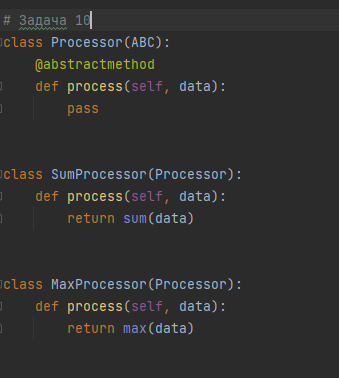 # Задача 10
class Processor(ABC):
    @abstractmethod
    def process(self, data):
        pass
class SumProcessor(Processor):
    def process(self, data):
        return sum(data)
class MaxProcessor(Processor):
    def process(self, data):
        return max(data)